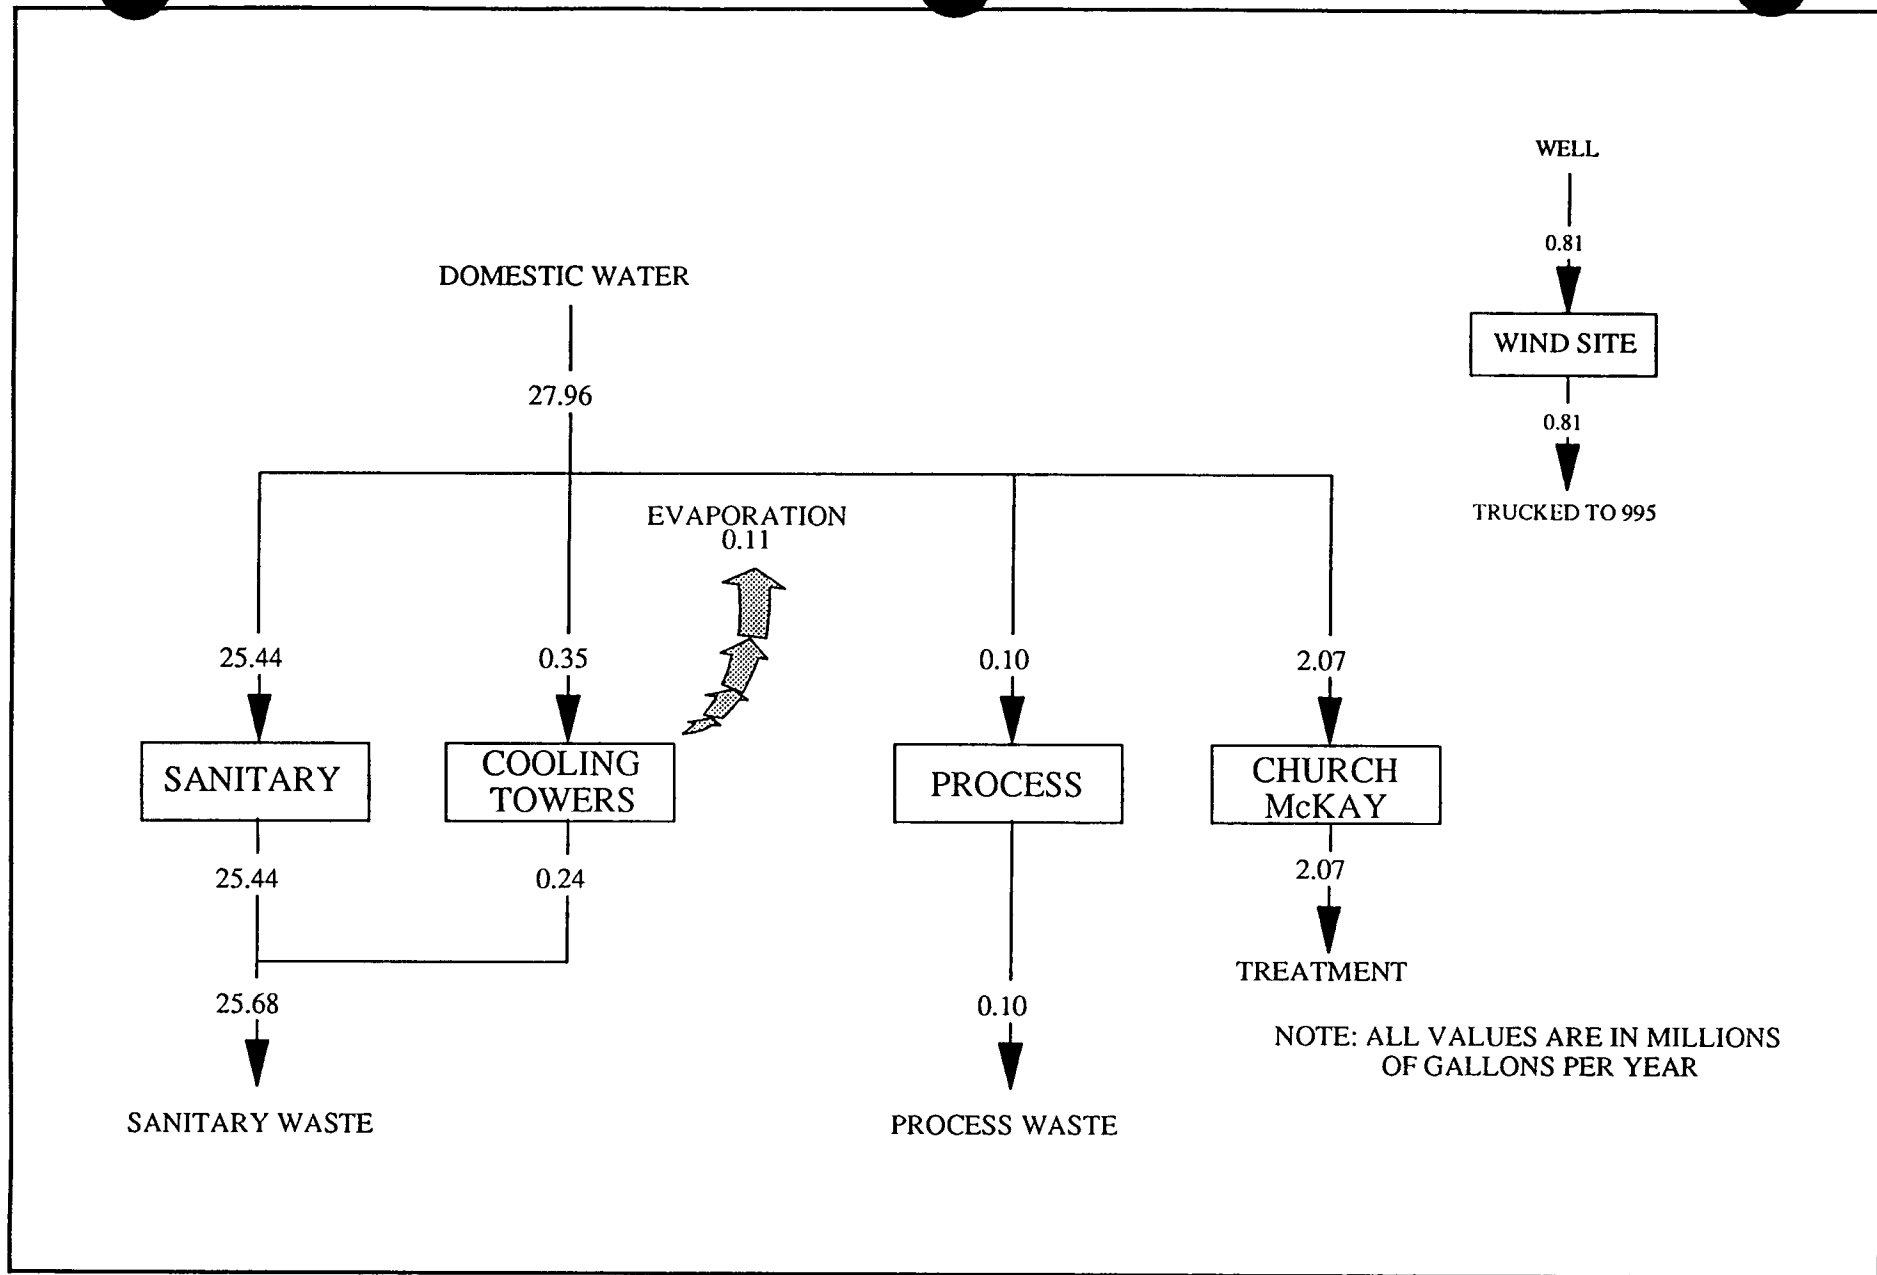 WELL
0.81
WIND SITE
0.81
TRUCKED TO 995
DOMESTIC WATER
27.96
EVAPORATION
0.11
25.44
0.35
0.10
2.07
SANITARY
COOLING
TOWERS
PROCESS
CHURCH
McKAY
25.44
0.24
2.07
TREATMENT
25.68
0.10
SANITARY WASTE
PROCESS WASTE
NOTE: ALL VALUES ARE IN MILLIONS
OF GALLONS PER YEAR